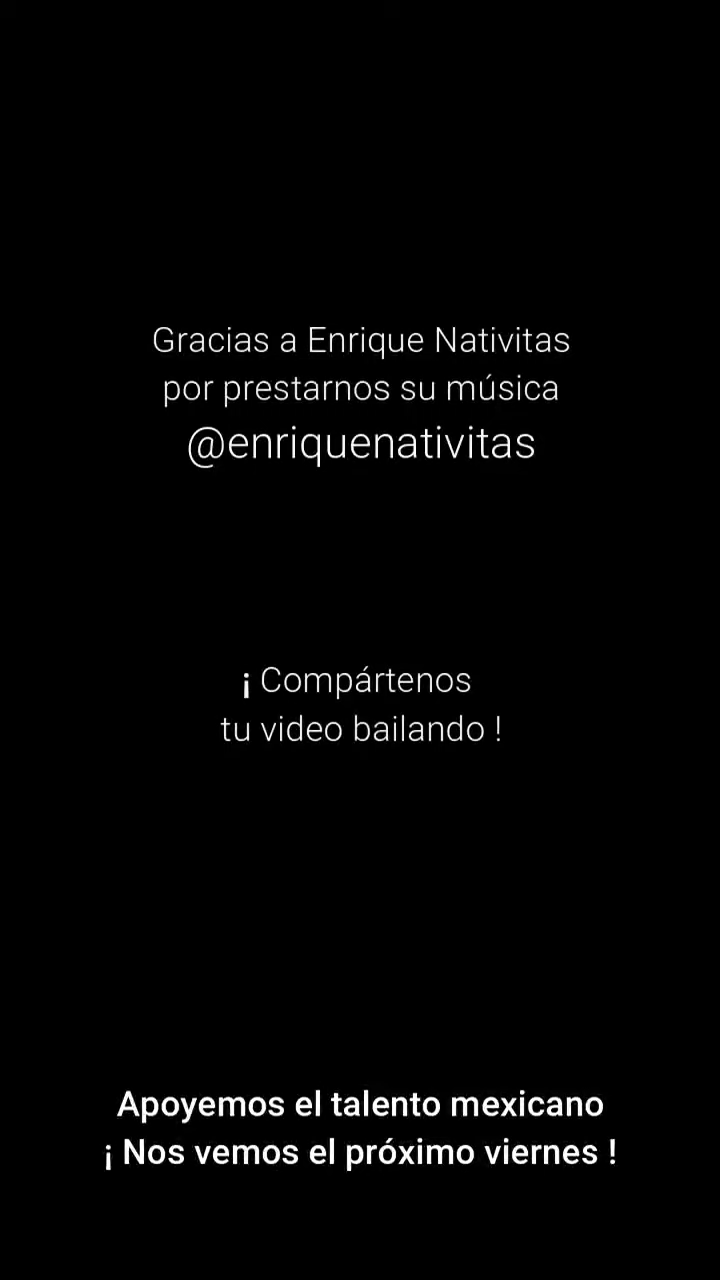 Gracias a Enrique Nativitas
por prestarnos su música
@enriquenativitas
¡ Compártenos
tu video bailando !
Apoyemos el talento mexicano
¡ Nos vemos el próximo viernes !